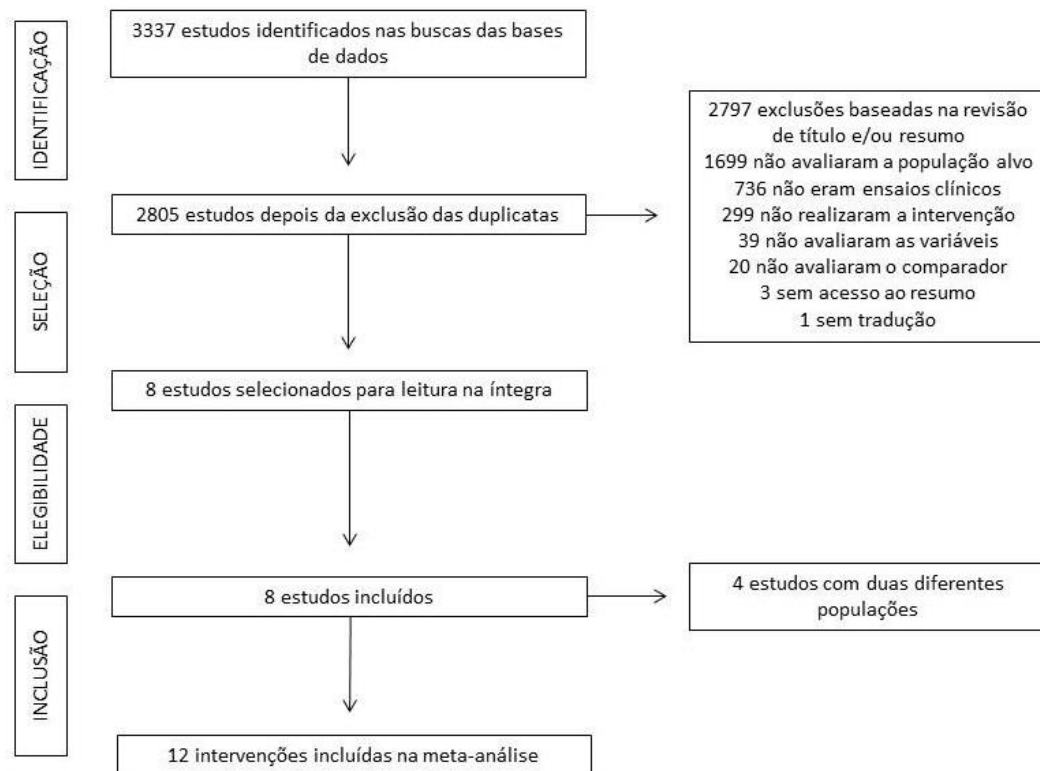 IDENTIFICAÇÃO
3337 estudos identificados nas buscas das bases
de dados
2797 exclusões baseadas na revisão
de título e/ou resumo
1699 não avaliaram a população alvo
736 não eram ensaios clínicos
299 não realizaram a intervenção
39 não avaliaram as variáveis
20 não avaliaram o comparador
3 sem acesso ao resumo
1 sem tradução
SELEÇÃO
2805 estudos depois da exclusão das duplicatas
8 estudos selecionados para leitura na íntegra
ELEGIBILIDADE
8 estudos incluídos
4 estudos com duas diferentes
populações
INCLUSÃO
12 intervenções incluídas na meta-análise